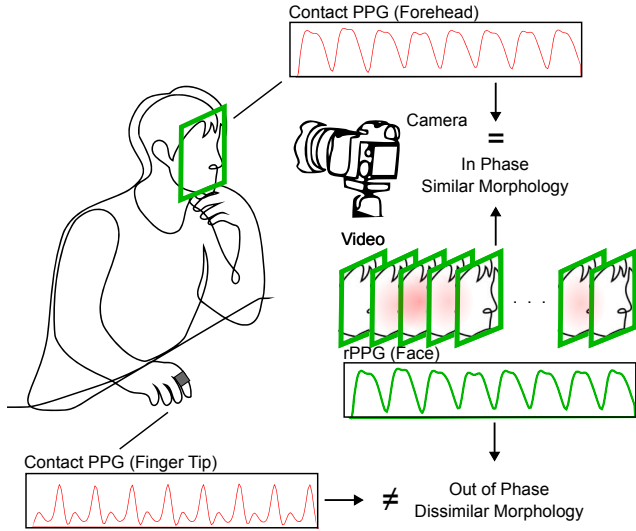 Contact PPG (Forehead)
Camera
=
In Phase
Similar Morphology
Video
. . .
rPPG (Face)
Contact PPG (Finger Tip)
≠
Out of Phase
Dissimilar Morphology